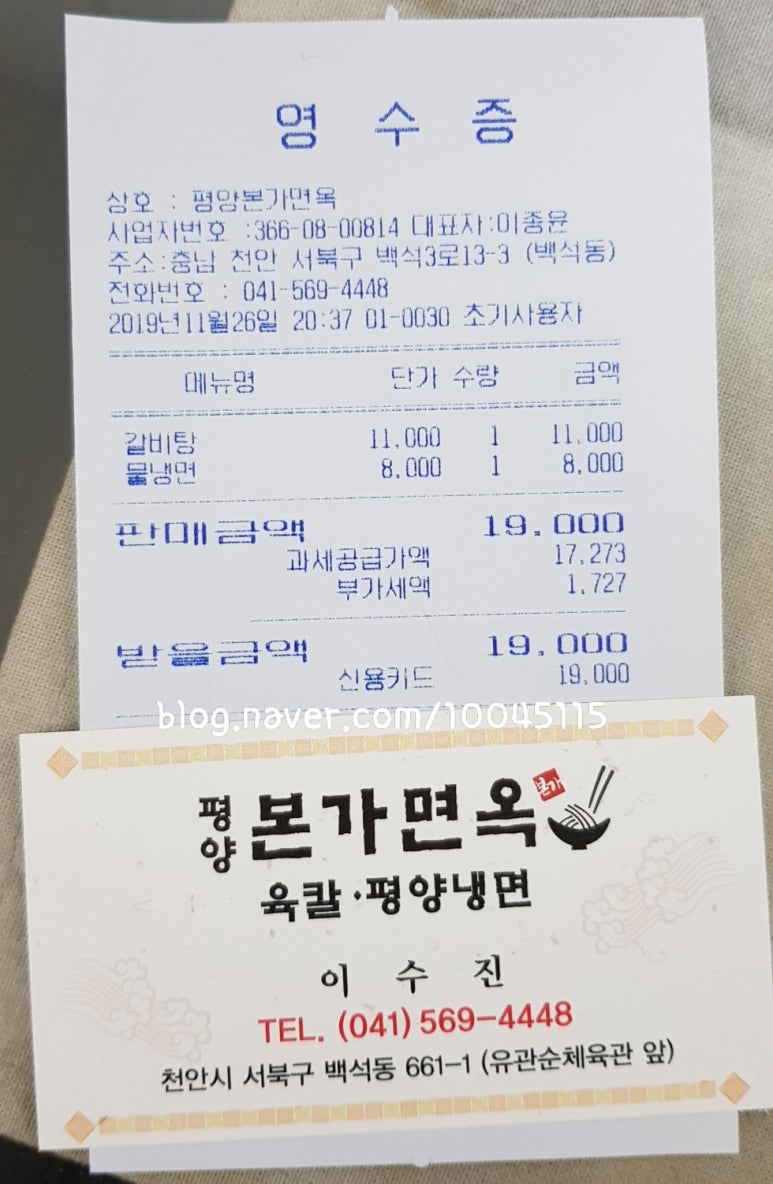 영 수 증
상호 : 평양본가면옥
사업자번호 :366-08-00814 대표자:이종윤
주소:충남 천안 서북구 백석3로13-3 (백석동)
전화번호 : 041-569-4448
2019년11월26일 20:37 01-0030 초기사용자
메뉴명 단가 수량 금액
갈비탕 11,000 1 11,000
물냉면 8,000 1 8,000
판매금액 19,000
과세공급가액 17,273
부가세액 1,727
받을금액 19,000
신용카드 19,000
blog.naver.com/10045115
평양 본가면옥 본가
육칼·평양냉면
이 수 진
TEL. (041) 569-4448
천안시 서북구 백석동 661-1 (유관순체육관 앞)